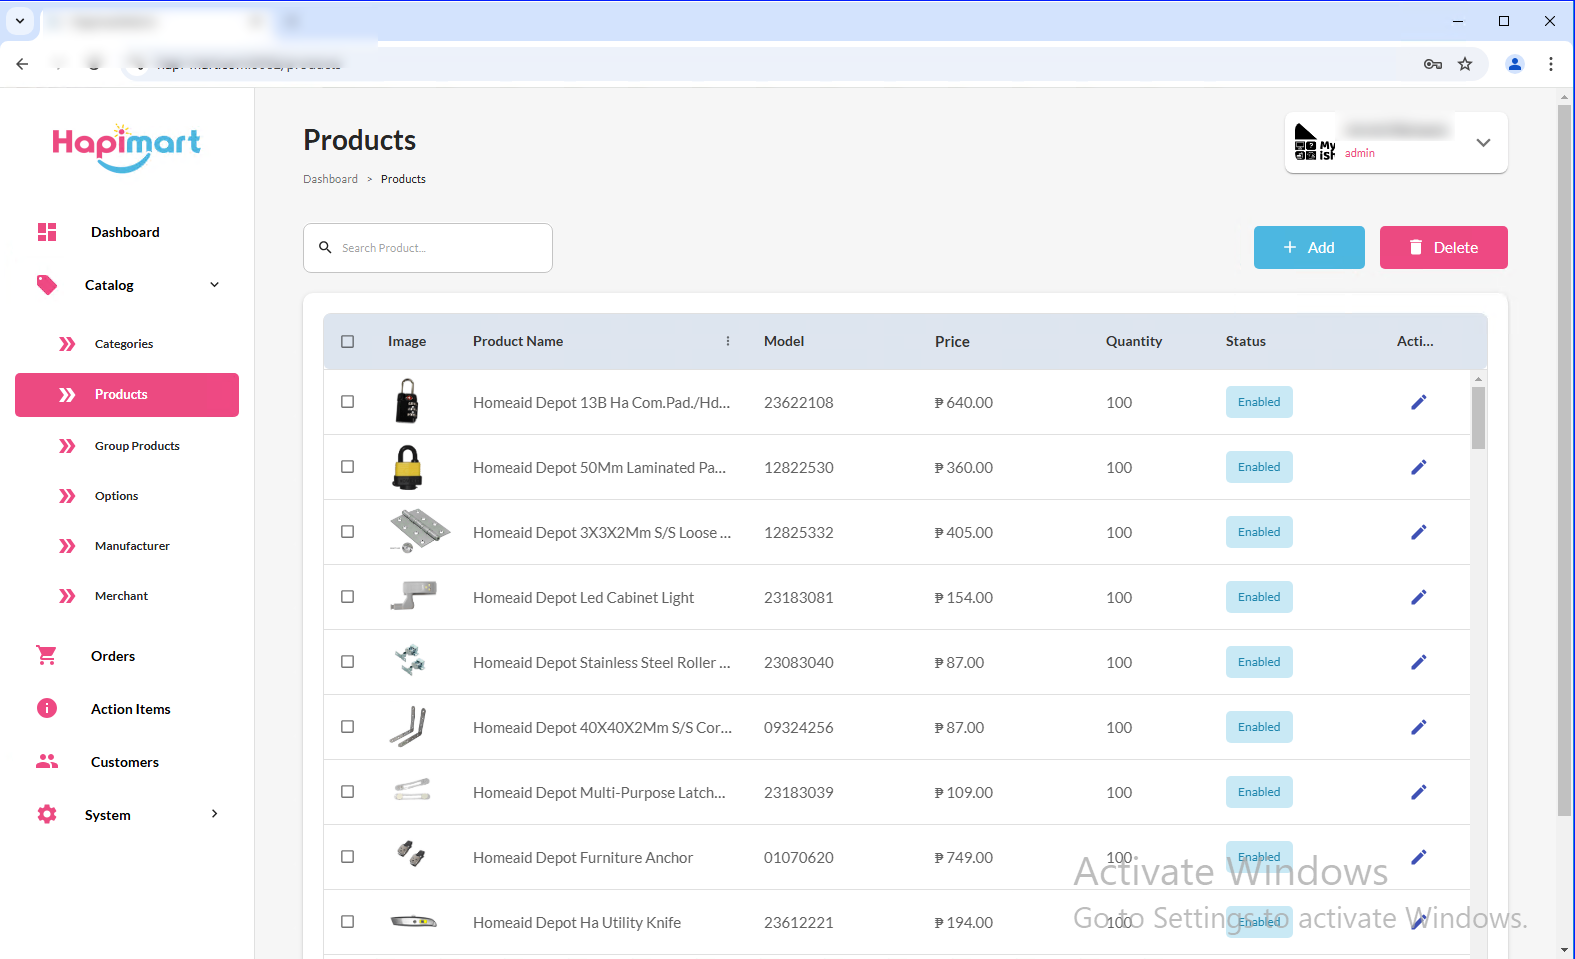 Hapimart
Products
My
ish
admin
Dashboard > Products
Dashboard
Search Product...
+ Add
Delete
Catalog
Categories
Products
Group Products
Options
Manufacturer
Merchant
Orders
Action Items
Customers
System
Image Product Name Model Price Quantity Status Acti...
Homeaid Depot 13B Ha Com.Pad./Hd... 23622108 ₱ 640.00 100 Enabled
Homeaid Depot 50Mm Laminated Pa... 12822530 ₱ 360.00 100 Enabled
Homeaid Depot 3X3X2Mm S/S Loose ... 12825332 ₱ 405.00 100 Enabled
Homeaid Depot Led Cabinet Light 23183081 ₱ 154.00 100 Enabled
Homeaid Depot Stainless Steel Roller ... 23083040 ₱ 87.00 100 Enabled
Homeaid Depot 40X40X2Mm S/S Cor... 09324256 ₱ 87.00 100 Enabled
Homeaid Depot Multi-Purpose Latch... 23183039 ₱ 109.00 100 Enabled
Homeaid Depot Furniture Anchor 01070620 ₱ 749.00 100 Enabled
Homeaid Depot Ha Utility Knife 23612221 ₱ 194.00 100 Enabled
Activate Windows
Go to Settings to activate Windows.